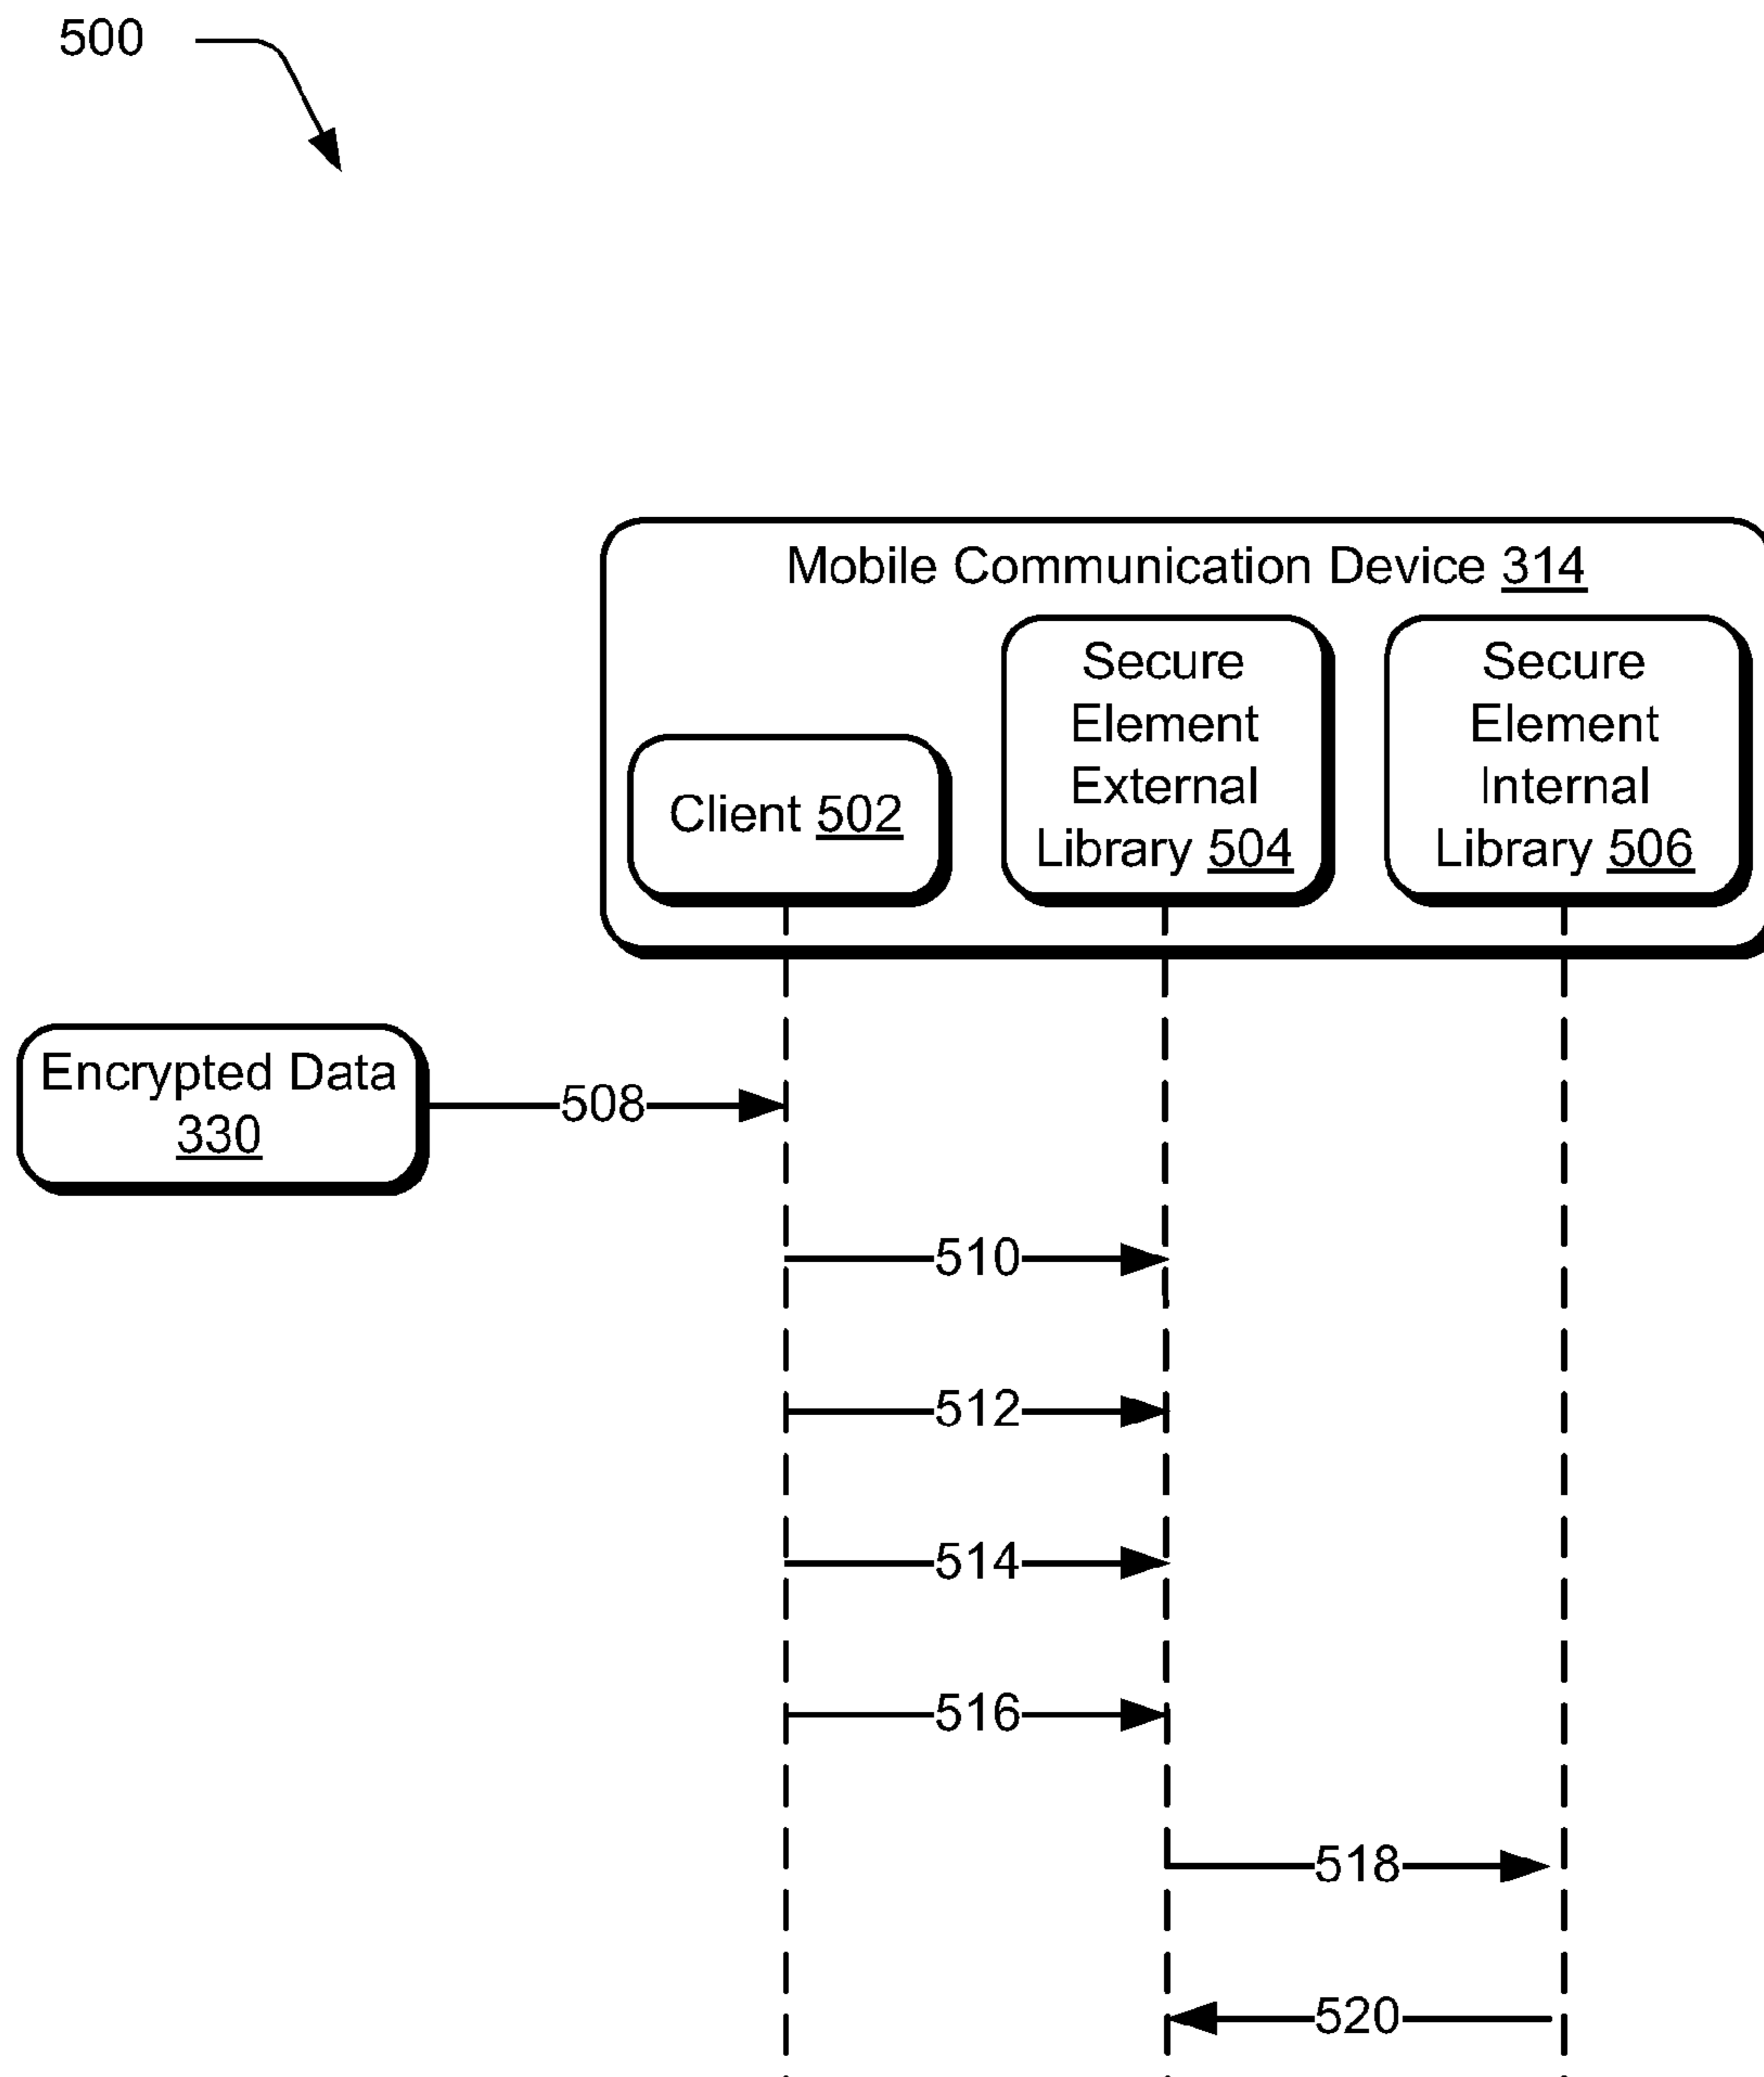 500
Mobile Communication Device 314
Secure
Element
External
Library 504
Secure
Element
Internal
Library 506
Client 502
Encrypted Data
330
508
510
512
514
516
518
520